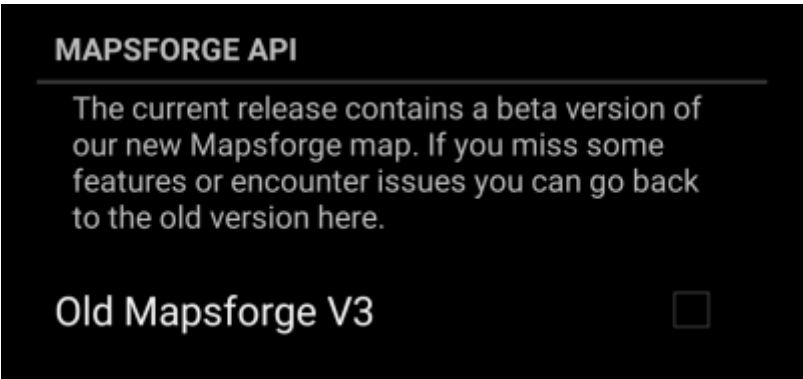 MAPSFORGE API
The current release contains a beta version of
our new Mapsforge map. If you miss some
features or encounter issues you can go back
to the old version here.
Old Mapsforge V3